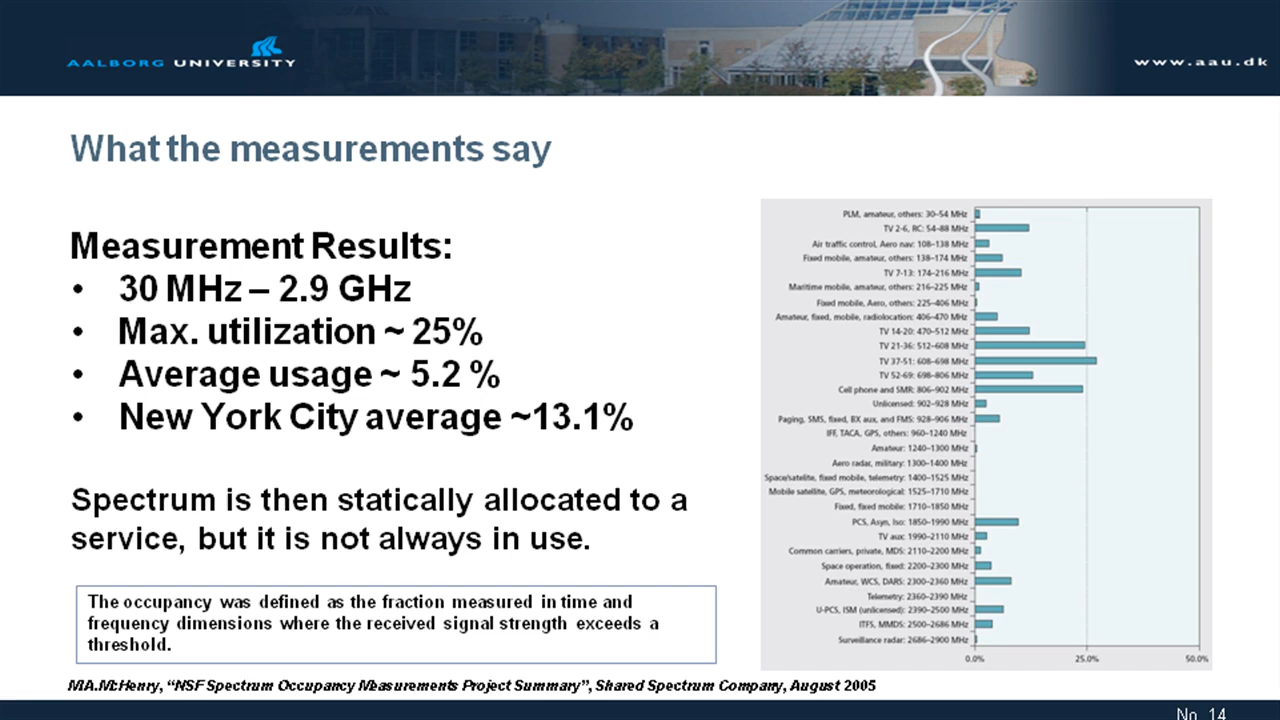 AALBORG UNIVERSITY
www.aau.dk
What the measurements say
Measurement Results:
• 30 MHz – 2.9 GHz
• Max. utilization ~ 25%
• Average usage ~ 5.2 %
• New York City average ~13.1%
Spectrum is then statically allocated to a
service, but it is not always in use.
The occupancy was defined as the fraction measured in time and
frequency dimensions where the received signal strength exceeds a
threshold.
MA.McHenry, “NSF Spectrum Occupancy Measurements Project Summary”, Shared Spectrum Company, August 2005
PLM, amateur, others: 30–54 MHz
TV 2-6, RC: 54–88 MHz
Air traffic control, Aero nav: 108–138 MHz
Fixed mobile, amateur, others: 138–174 MHz
TV 7-13: 174–216 MHz
Maritime mobile, amateur, others: 216–225 MHz
Fixed mobile, Aero, others: 225–406 MHz
Amateur, fixed, mobile, radiolocation: 406–470 MHz
TV 14-20: 470–512 MHz
TV 21-36: 512–608 MHz
TV 37-51: 608–698 MHz
TV 52-69: 698–806 MHz
Cell phone and SMR: 806–902 MHz
Unlicensed: 902–928 MHz
Paging, SMS, fixed, BX aux, and FMS: 928–906 MHz
IFF, TACA, GPS, others: 960–1240 MHz
Amateur: 1240–1300 MHz
Aero radar, military: 1300–1400 MHz
Space/satelite, fixed mobile, telemetry: 1400–1525 MHz
Mobile satellite, GPS, meteorological: 1525–1710 MHz
Fixed, fixed mobile: 1710–1850 MHz
PCS, Asyn, Iso: 1850–1990 MHz
TV aux: 1990–2110 MHz
Common carriers, private, MDS: 2110–2200 MHz
Space operation, fixed: 2200–2300 MHz
Amateur, WCS, DARS: 2300–2360 MHz
Telemetry: 2360–2390 MHz
U-PCS, ISM (unlicensed): 2390–2500 MHz
ITFS, MMDS: 2500–2686 MHz
Surveillance radar: 2686–2900 MHz
0.0% 25.0% 50.0%
No. 14